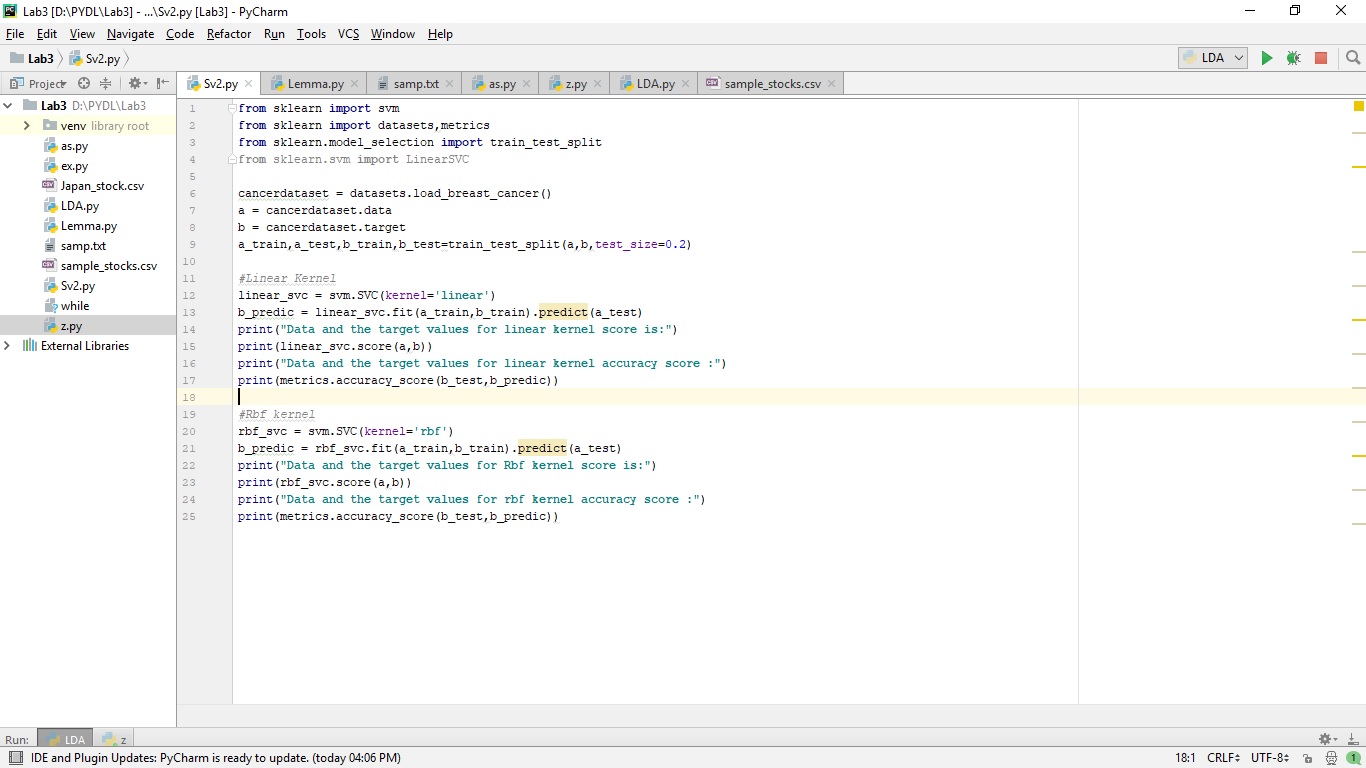 Lab3 [D:\PYDL\Lab3] - ...\Sv2.py [Lab3] - PyCharm
File Edit View Navigate Code Refactor Run Tools VCS Window Help
Lab3 Sv2.py LDA
Project Sv2.py Lemma.py samp.txt as.py z.py LDA.py sample_stocks.csv
Lab3 D:\PYDL\Lab3
venv library root
as.py
ex.py
Japan_stock.csv
LDA.py
Lemma.py
samp.txt
sample_stocks.csv
Sv2.py
while
z.py
External Libraries
1 from sklearn import svm
2 from sklearn import datasets,metrics
3 from sklearn.model_selection import train_test_split
4 from sklearn.svm import LinearSVC
5
6 cancerdataset = datasets.load_breast_cancer()
7 a = cancerdataset.data
8 b = cancerdataset.target
9 a_train,a_test,b_train,b_test=train_test_split(a,b,test_size=0.2)
10
11 #Linear Kernel
12 linear_svc = svm.SVC(kernel='linear')
13 b_predic = linear_svc.fit(a_train,b_train).predict(a_test)
14 print("Data and the target values for linear kernel score is:")
15 print(linear_svc.score(a,b))
16 print("Data and the target values for linear kernel accuracy score :")
17 print(metrics.accuracy_score(b_test,b_predic))
18
19 #Rbf kernel
20 rbf_svc = svm.SVC(kernel='rbf')
21 b_predic = rbf_svc.fit(a_train,b_train).predict(a_test)
22 print("Data and the target values for Rbf kernel score is:")
23 print(rbf_svc.score(a,b))
24 print("Data and the target values for rbf kernel accuracy score :")
25 print(metrics.accuracy_score(b_test,b_predic))
Run: LDA z
IDE and Plugin Updates: PyCharm is ready to update. (today 04:06 PM) 18:1 CRLF UTF-8 1